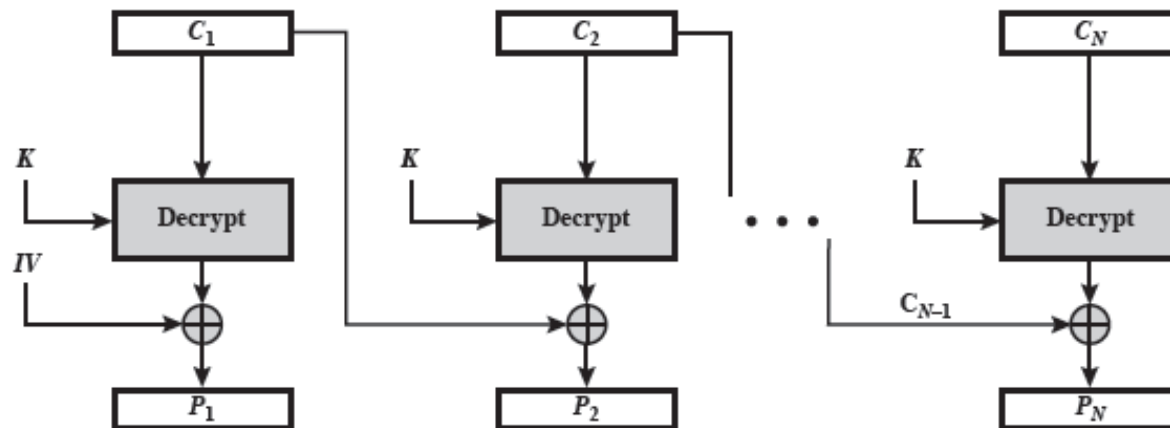 C1 C2 CN
K K K
Decrypt Decrypt Decrypt
IV
CN–1
P1 P2 PN